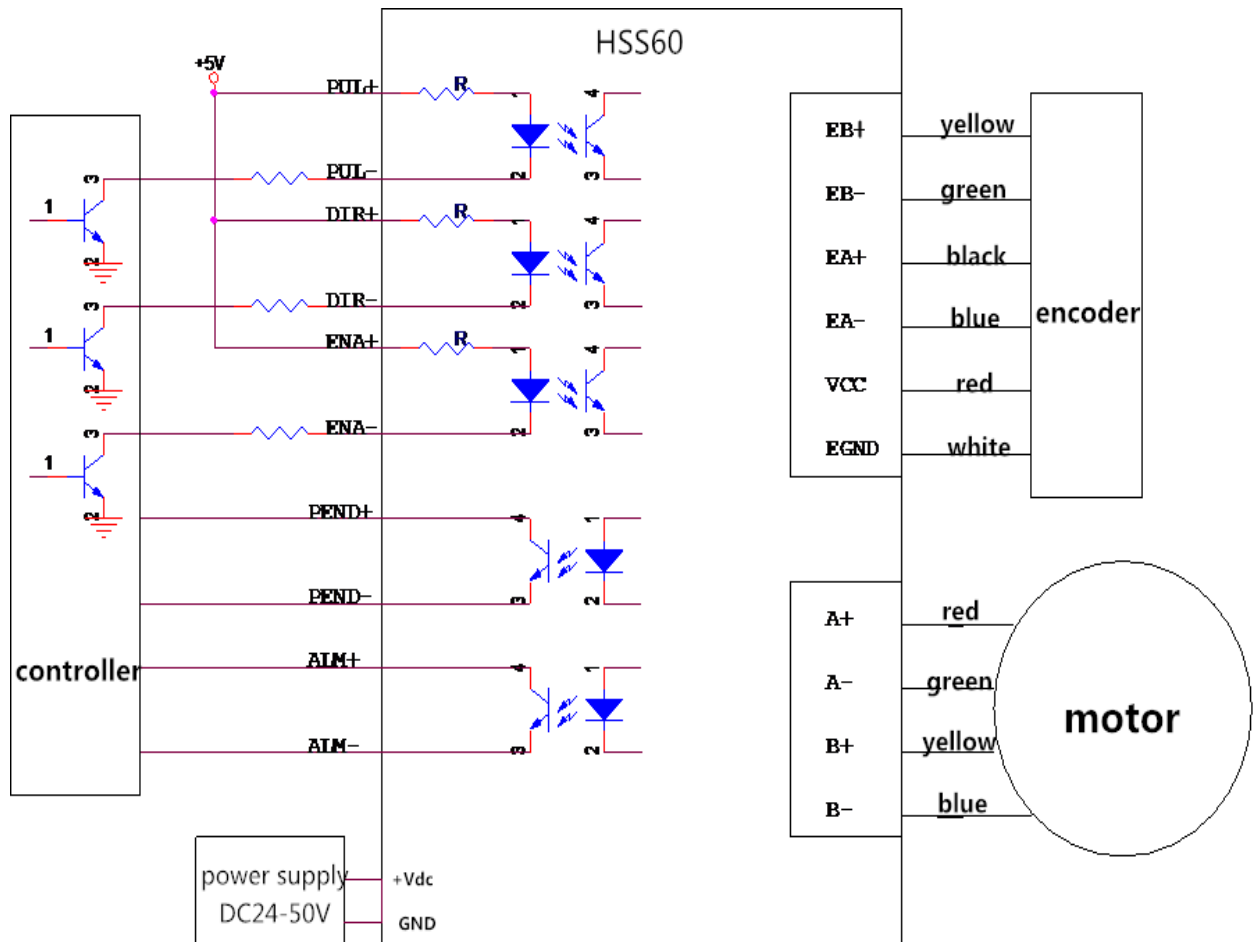 HSS60
+5V
PUL+
R
1
4
2
3
PUL-
3
1
2
DIR+
R
1
4
2
3
DIR-
3
1
2
ENA+
R
1
4
2
3
ENA-
3
1
2
PEND+
4
1
3
2
PEND-
ALM+
4
1
3
2
ALM-
controller
power supply
DC24-50V
+Vdc
GND
EB+
yellow
EB-
green
EA+
black
EA-
blue
VCC
red
EGND
white
encoder
A+
red
A-
green
B+
yellow
B-
blue
motor